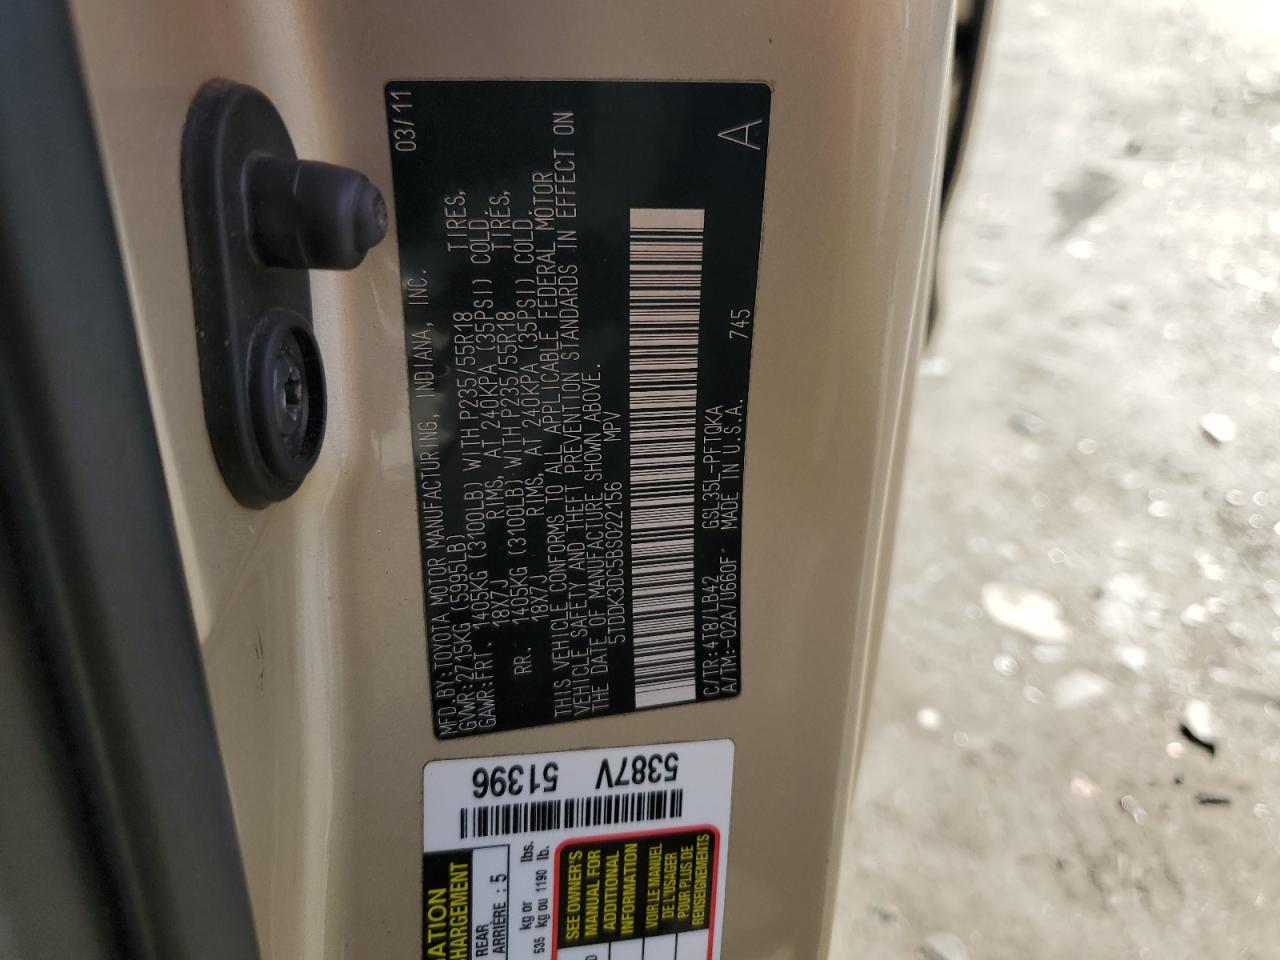 MFD.BY:TOYOTA MOTOR MANUFACTURING, INDIANA, INC. 03/11
GVWR:2715KG (5995LB)
GAWR:FRT. 1405KG (3100LB) WITH P235/55R18 TIRES,
18X7J RIMS, AT 240KPA (35PSI) COLD.
RR. 1405KG (3100LB) WITH P235/55R18 TIRES,
18X7J RIMS, AT 240KPA (35PSI) COLD.
THIS VEHICLE CONFORMS TO ALL APPLICABLE FEDERAL MOTOR
VEHICLE SAFETY AND THEFT PREVENTION STANDARDS IN EFFECT ON
THE DATE OF MANUFACTURE SHOWN ABOVE.
5TDDK3DC5BS022156 MPV
C/TR:4T8/LB42 GSL35L-PFTQKA 745
A/TM:-02A/U660F MADE IN U.S.A. A
51396
5387V
REAR
ARRIÈRE : 5
kg or lbs.
535 kg ou 1190 lb.
SEE OWNER'S
MANUAL FOR
ADDITIONAL
INFORMATION
VOIR LE MANUEL
DE L'USAGER
POUR PLUS DE
RENSEIGNEMENTS